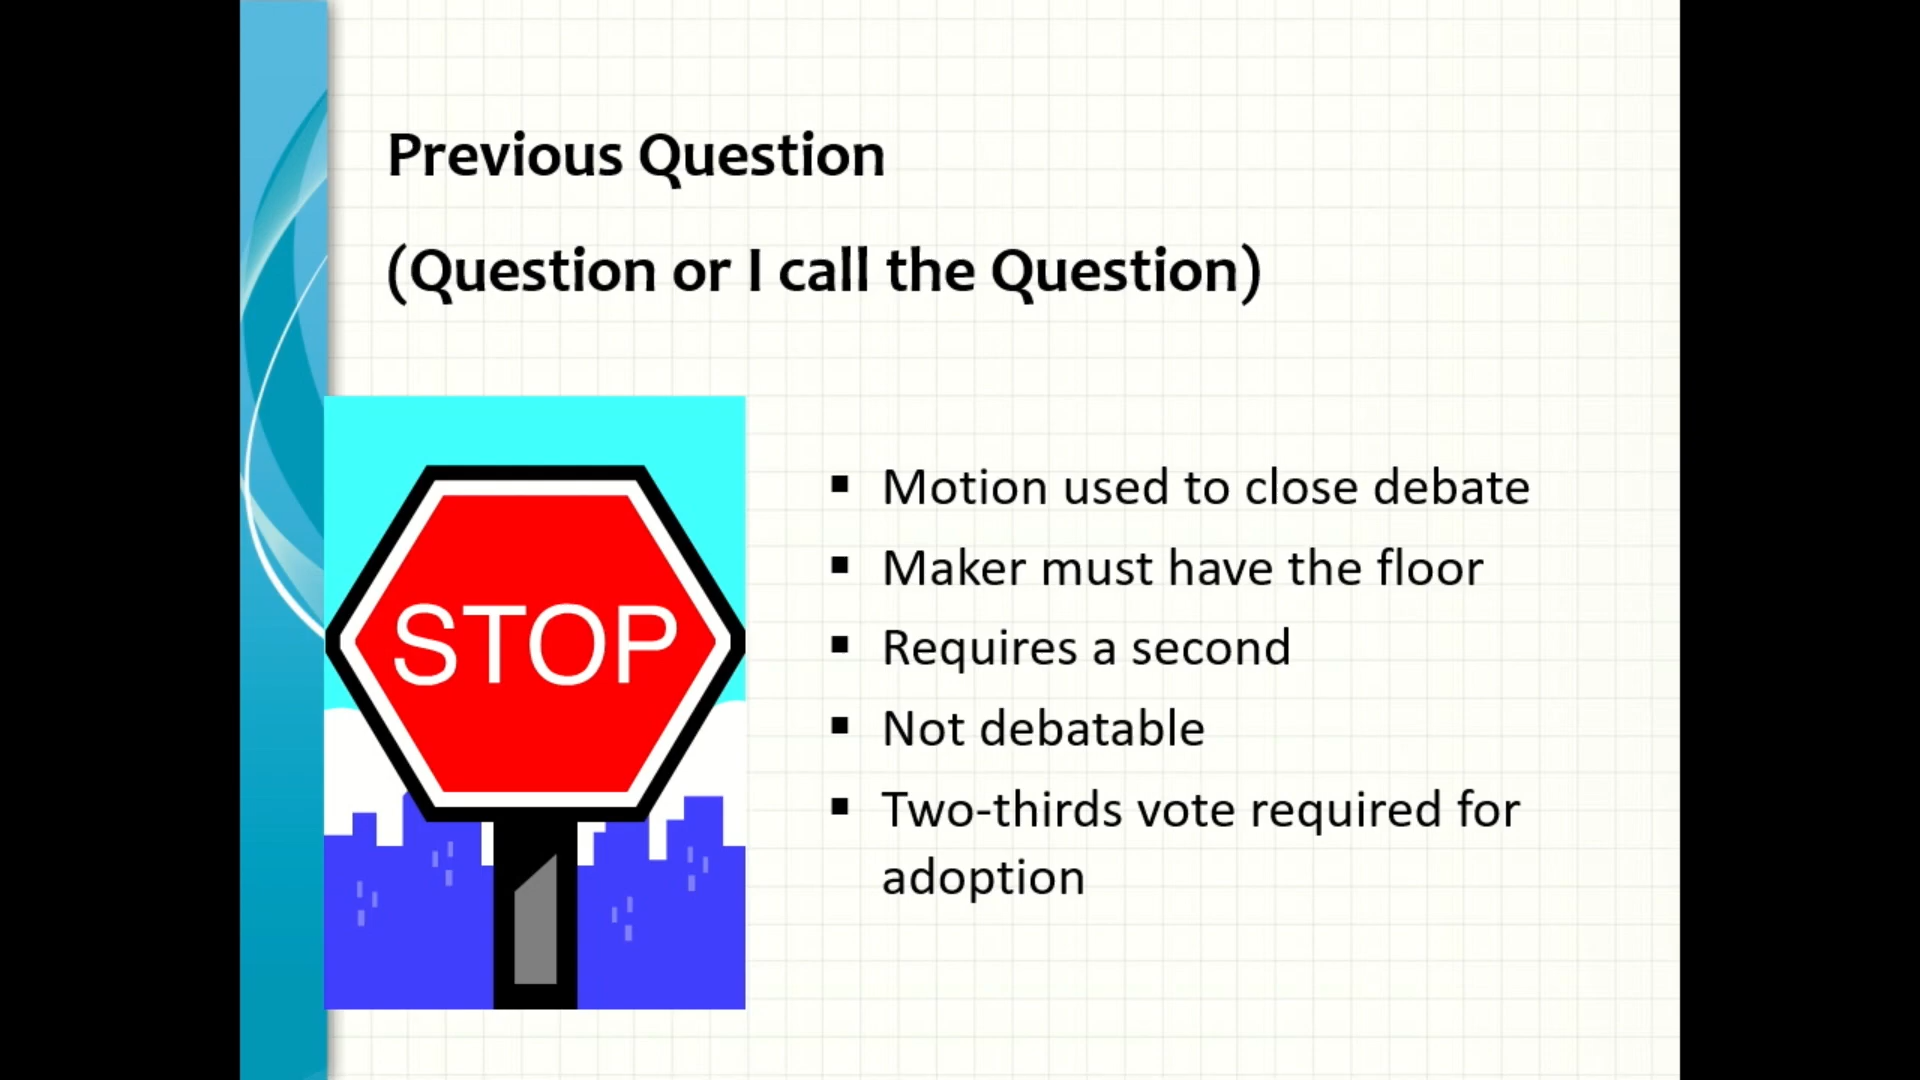 Previous Question
(Question or I call the Question)
STOP
▪ Motion used to close debate
▪ Maker must have the floor
▪ Requires a second
▪ Not debatable
▪ Two-thirds vote required for
adoption